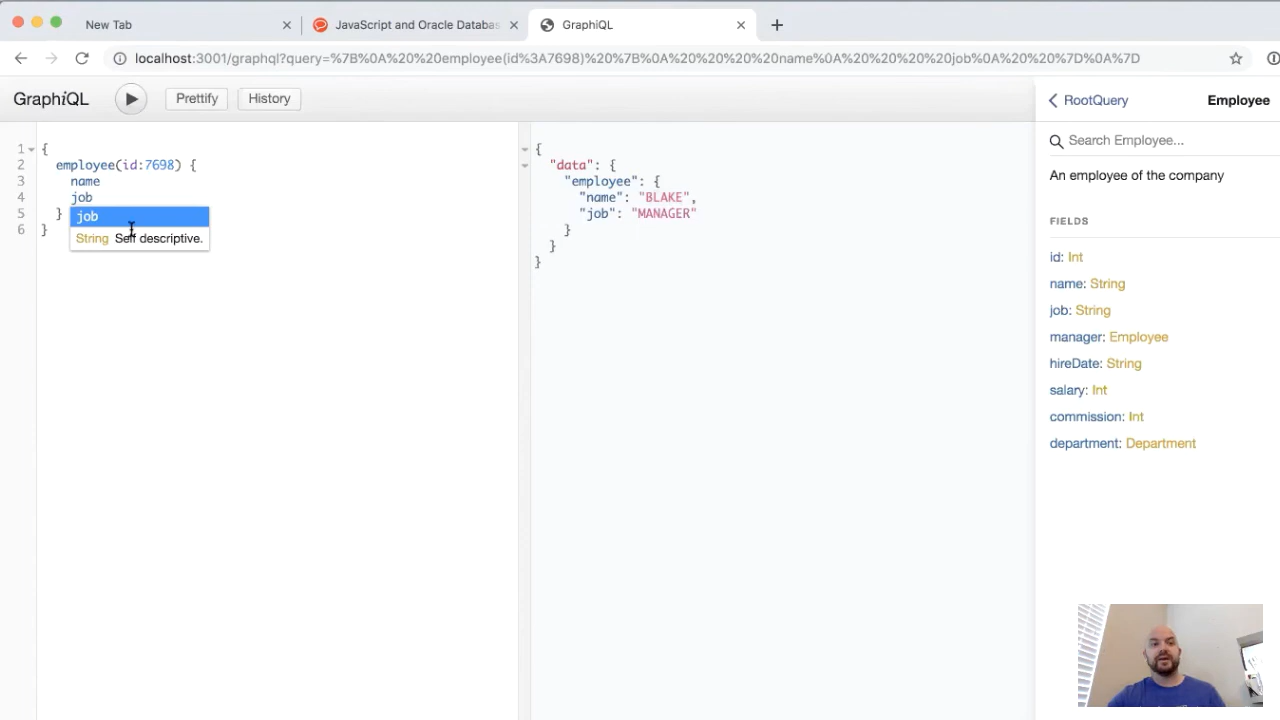 New Tab
JavaScript and Oracle Databas
GraphiQL
localhost:3001/graphql?query=%7B%0A%20%20employee(id%3A7698)%20%7B%0A%20%20%20%20name%0A%20%20%20%20job%0A%20%20%7D%0A%7D
GraphiQL
Prettify
History
RootQuery
Employee
1 {
2 employee(id:7698) {
3 name
4 job
5 }
6 }
job
String Self descriptive.
{
"data": {
"employee": {
"name": "BLAKE",
"job": "MANAGER"
}
}
}
Search Employee...
An employee of the company
FIELDS
id: Int
name: String
job: String
manager: Employee
hireDate: String
salary: Int
commission: Int
department: Department